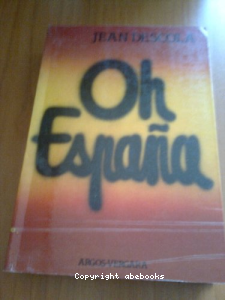 JEAN DESCOLA
Oh
España
ARGOS VERGARA
Copyright abebooks